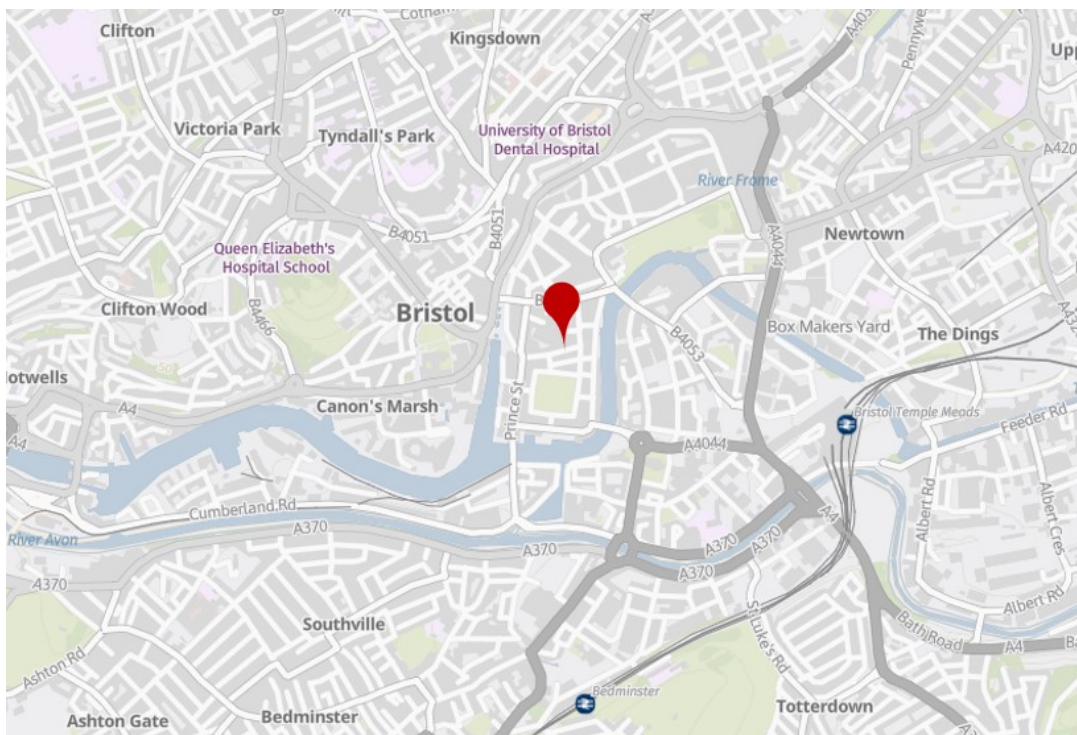 Clifton
Kingsdown
Victoria Park
Tyndall's Park
University of Bristol
Dental Hospital
River Frome
A4044
B4051
B4051
Queen Elizabeth's
Hospital School
Newtown
Clifton Wood
B4466
Bristol
B4053
Box Makers Yard
The Dings
A4
Canon's Marsh
Prince St
Bristol Temple Meads
Feeder Rd
A4
A4044
Cumberland Rd
A370
River Avon
A370
A370
A370
A4
Albert Rd
Albert Cres
A370
Southville
St Luke's Rd
Bath Road
A4
Albert Rd
Ashton Rd
Bedminster
Totterdown
Ashton Gate
Bedminster